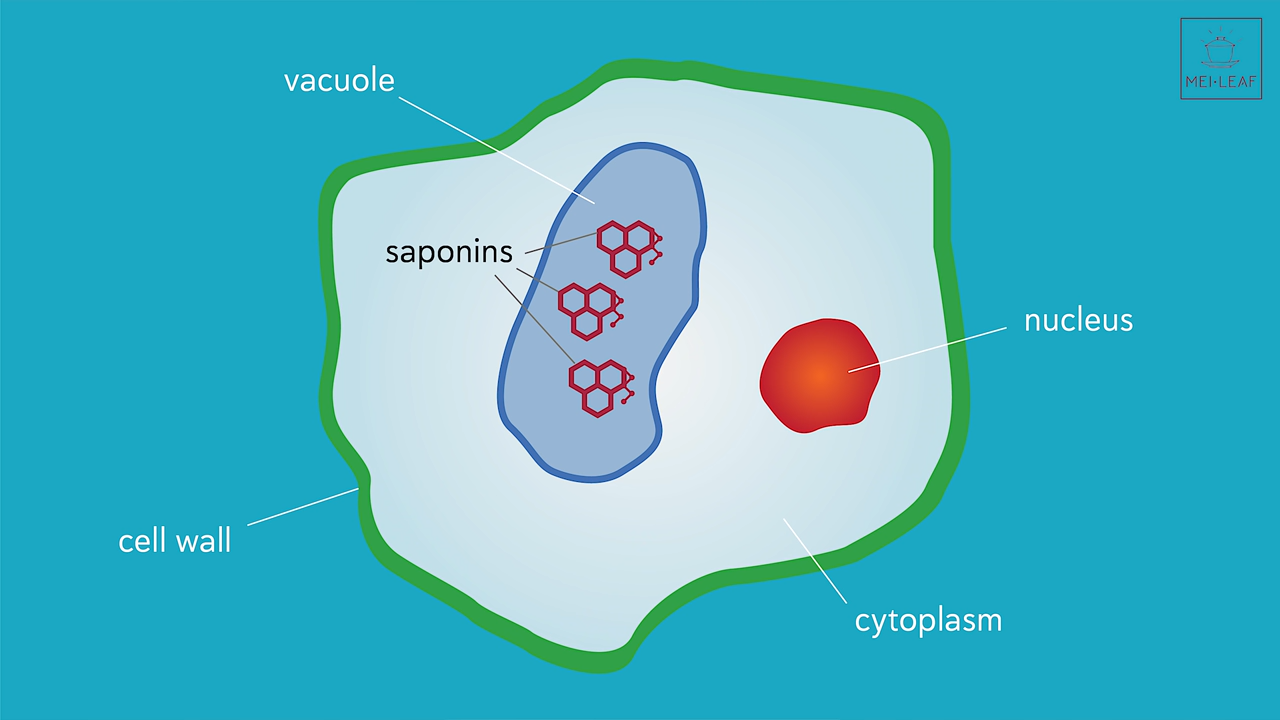 MEI·LEAF
vacuole
saponins
nucleus
cell wall
cytoplasm